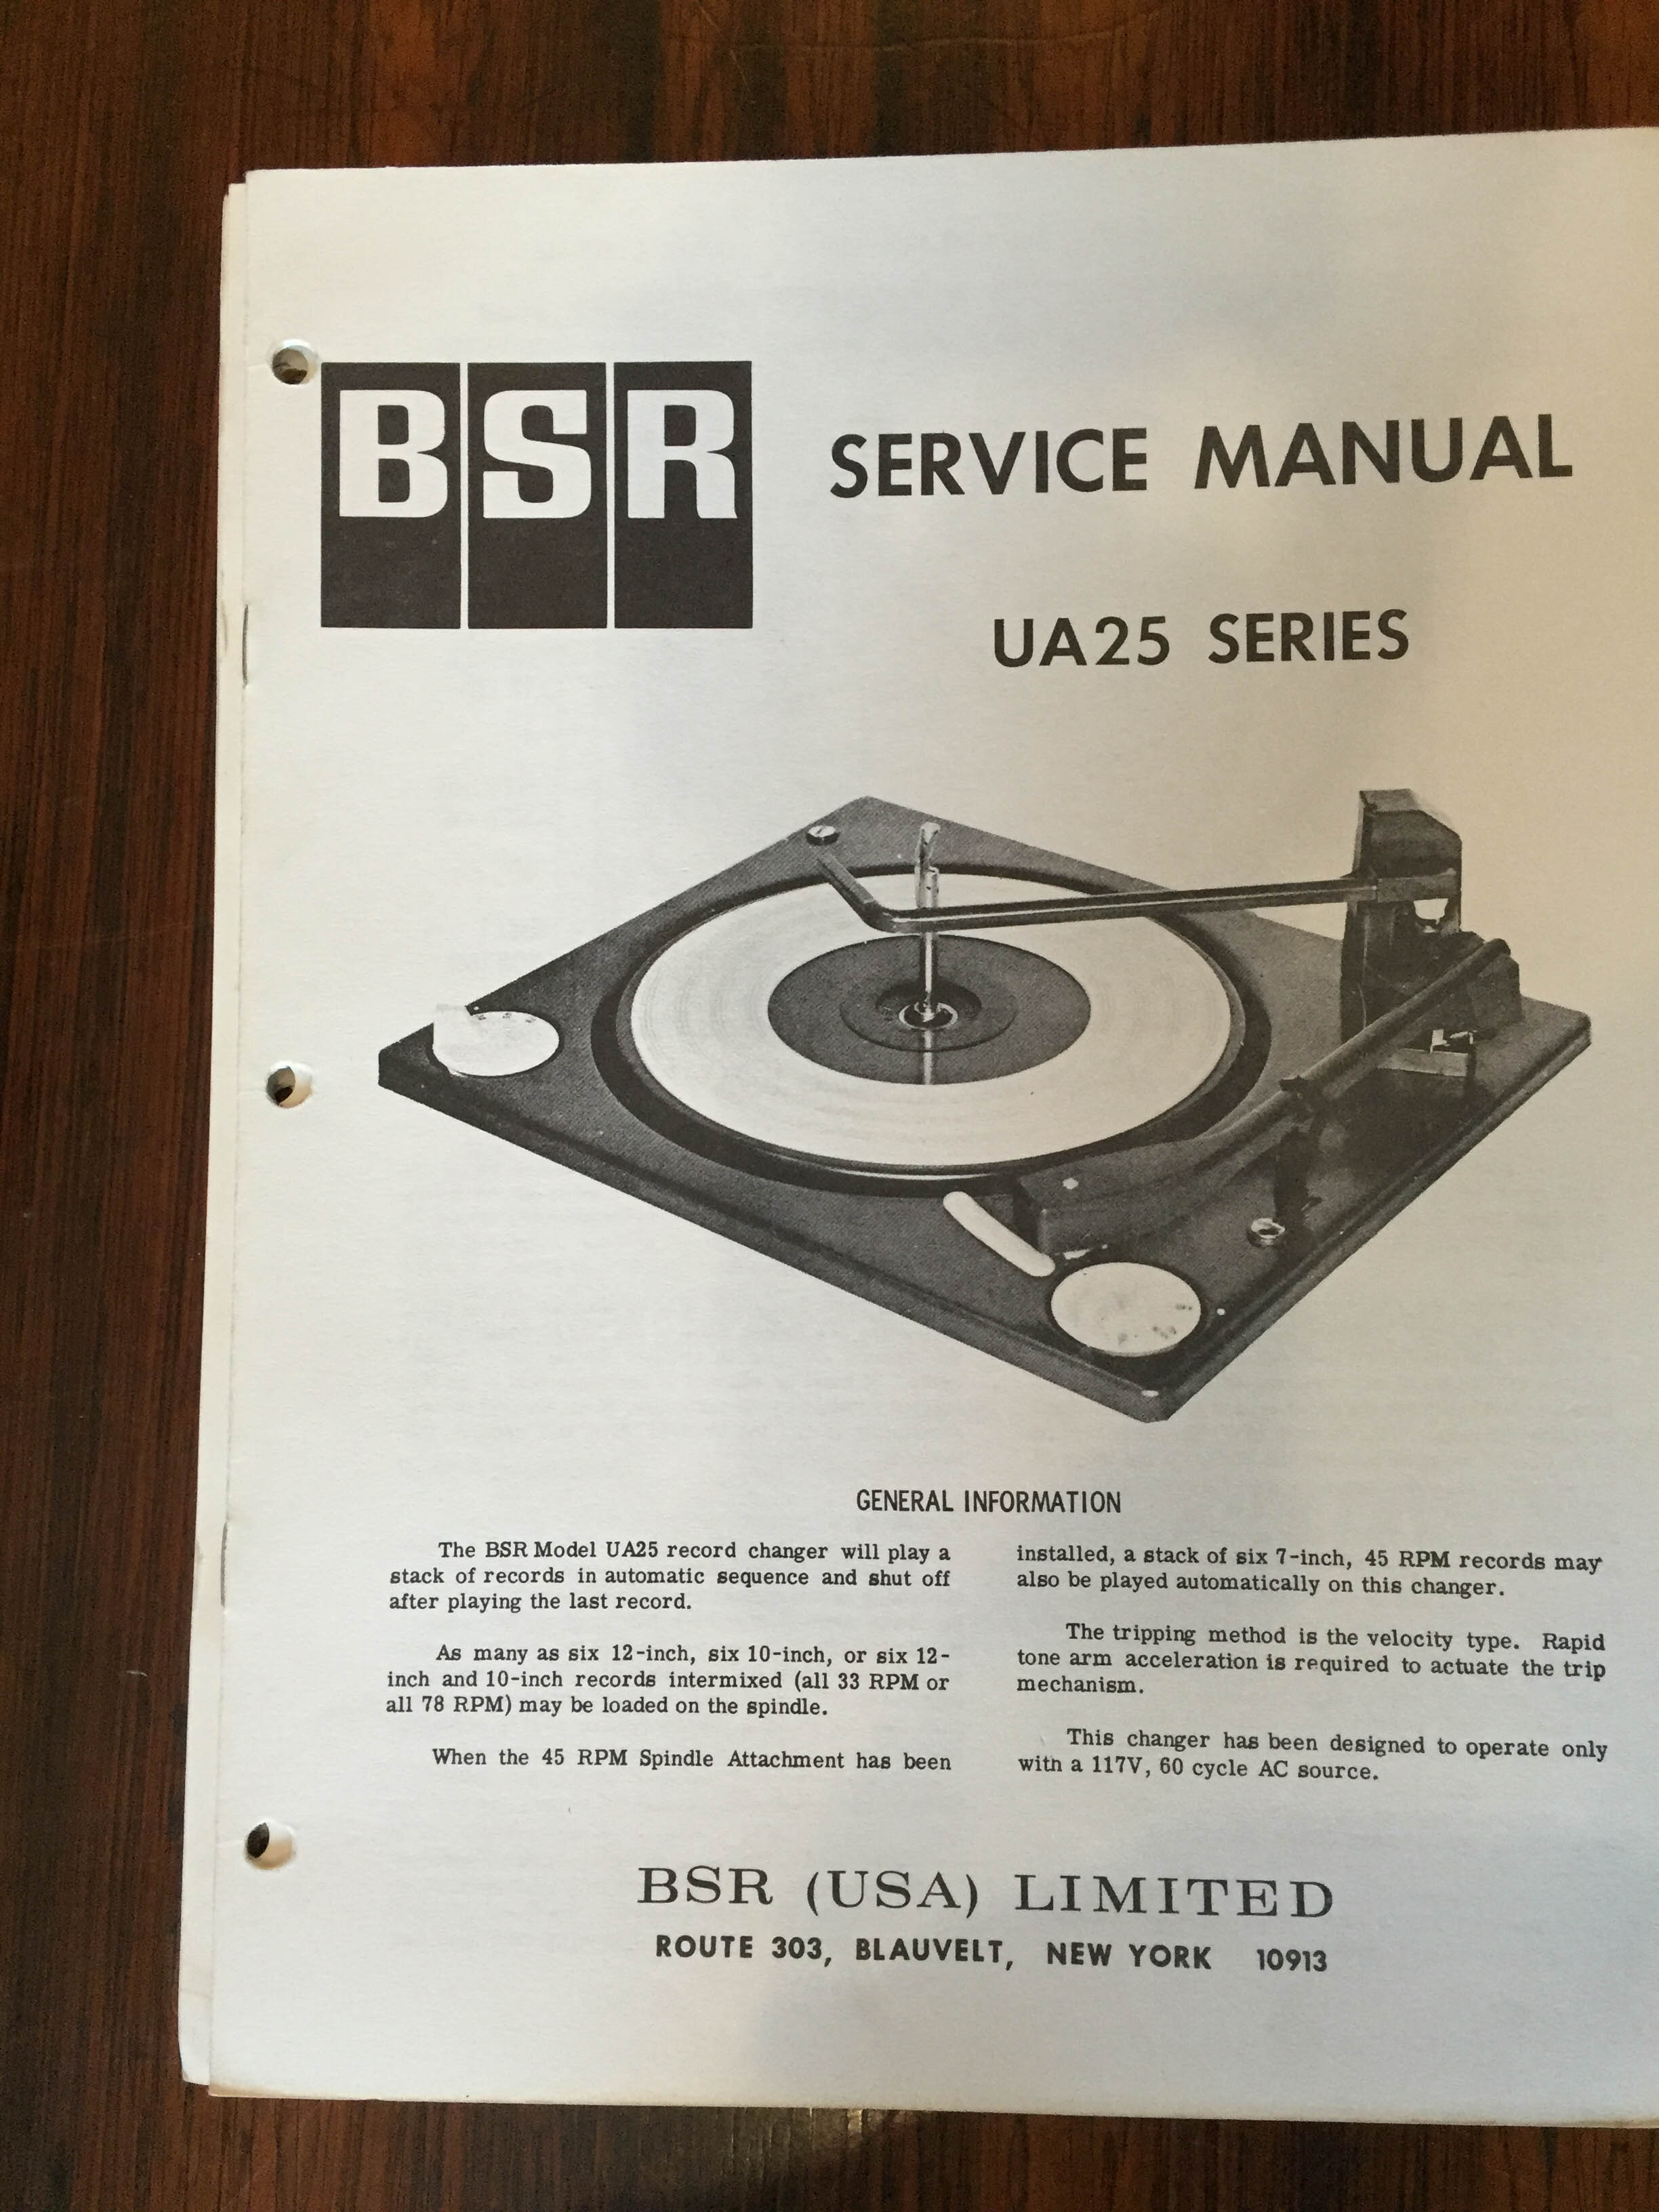 BSR
SERVICE MANUAL
UA25 SERIES
GENERAL INFORMATION
The BSR Model UA25 record changer will play a
stack of records in automatic sequence and shut off
after playing the last record.
As many as six 12-inch, six 10-inch, or six 12-
inch and 10-inch records intermixed (all 33 RPM or
all 78 RPM) may be loaded on the spindle.
When the 45 RPM Spindle Attachment has been
installed, a stack of six 7-inch, 45 RPM records may
also be played automatically on this changer.
The tripping method is the velocity type. Rapid
tone arm acceleration is required to actuate the trip
mechanism.
This changer has been designed to operate only
with a 117V, 60 cycle AC source.
BSR (USA) LIMITED
ROUTE 303, BLAUVELT, NEW YORK 10913